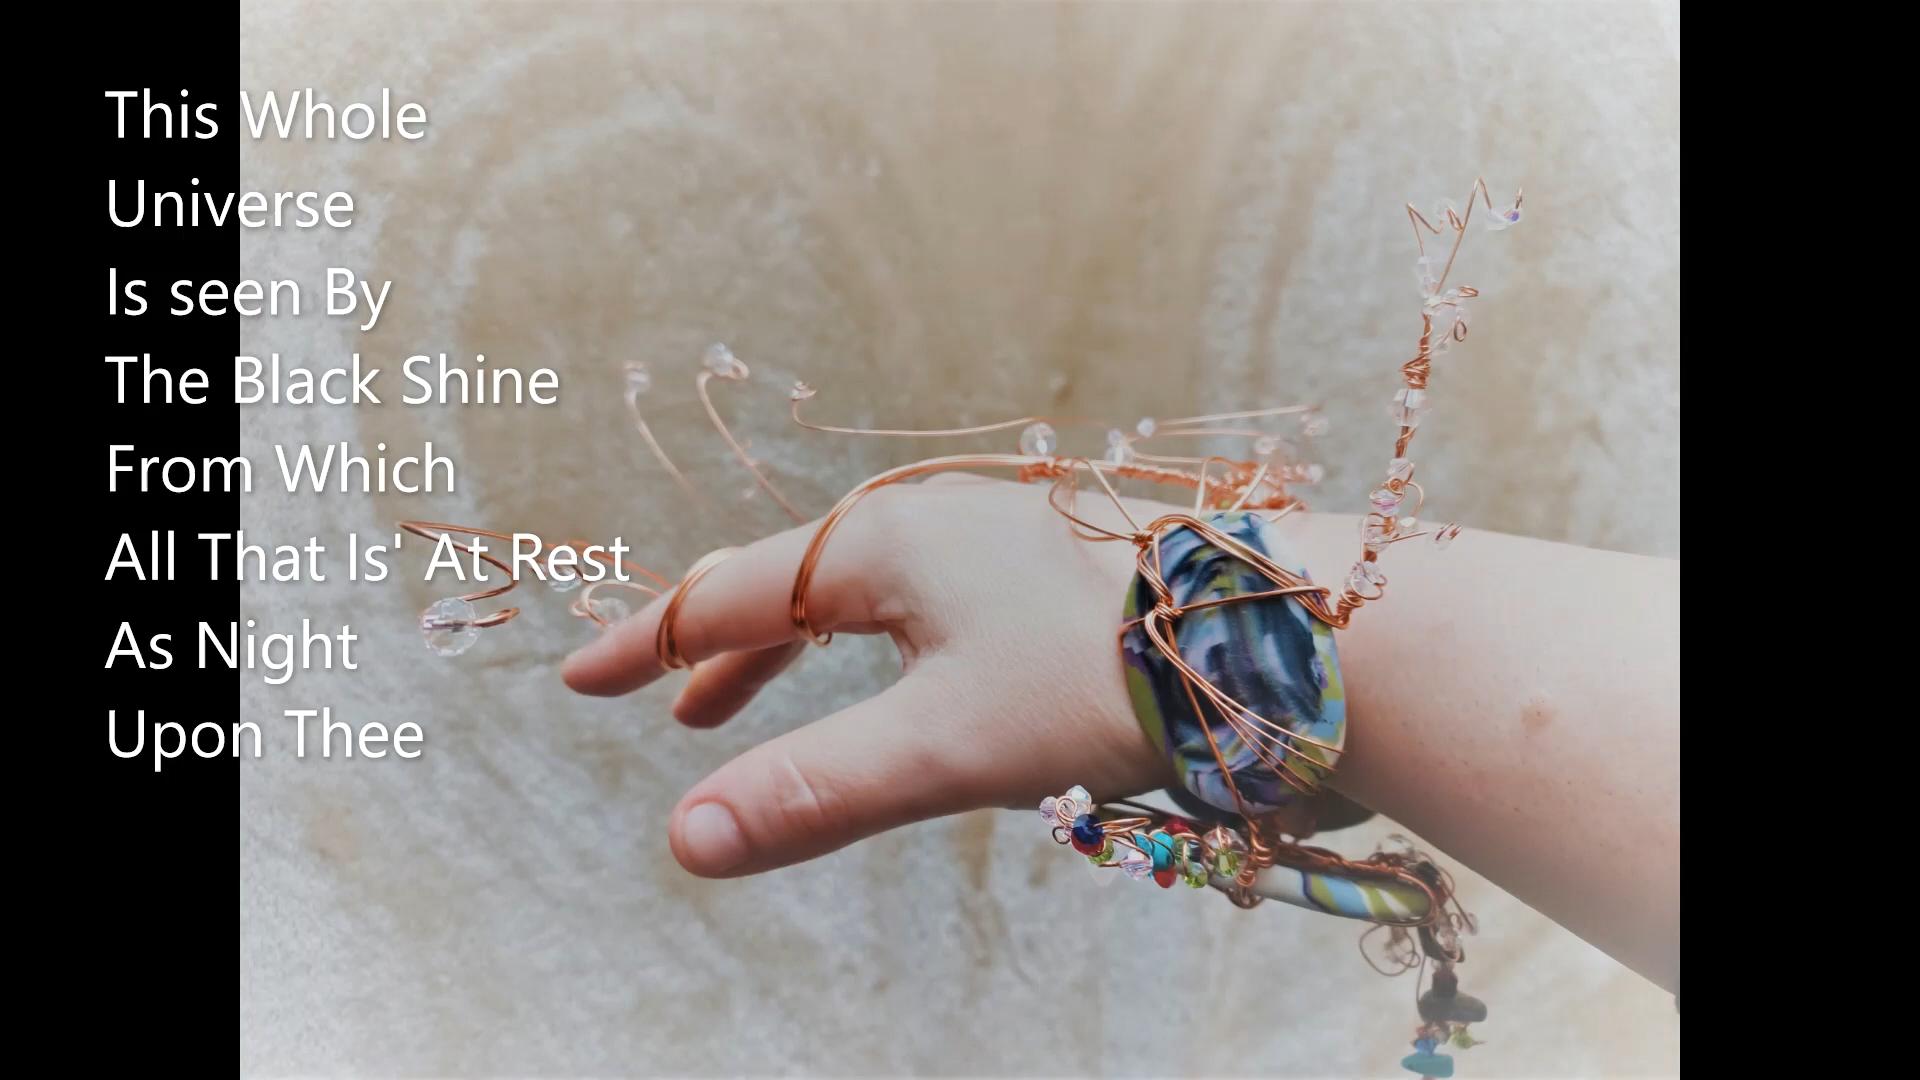 This Whole
Universe
Is seen By
The Black Shine
From Which
All That Is' At Rest
As Night
Upon Thee